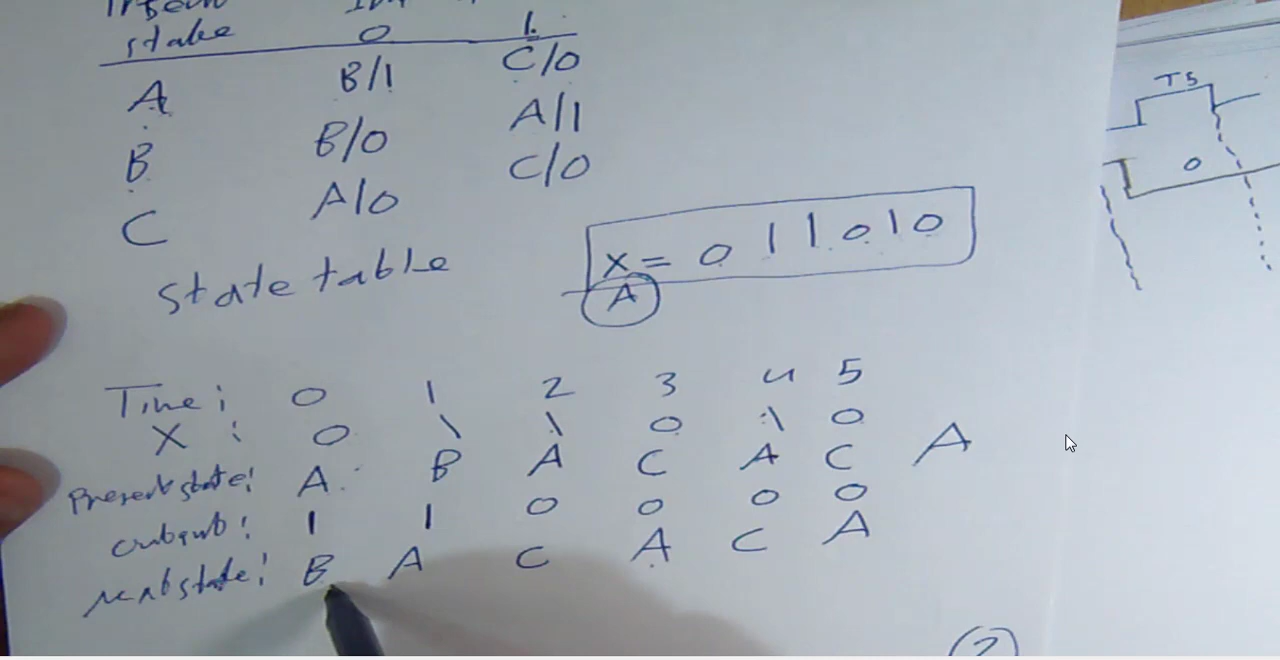 state 0 1
A B/1 C/0
B B/0 A/1
C A/0 C/0
State table
X = 0 1 1 0 1 0
A
Time: 0 1 2 3 4 5
X : 0 1 1 0 1 0
Present state: A B A C A C A
output: 1 1 0 0 0 0
next state: B A C A C A
2
T5
0